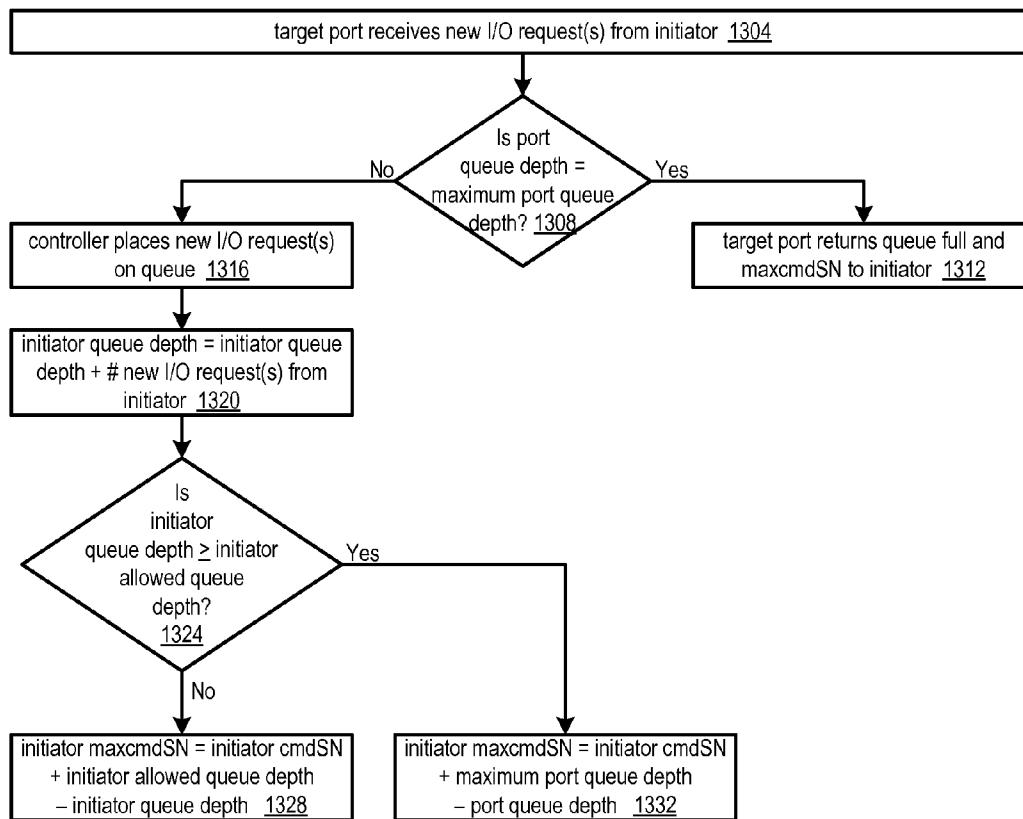 target port receives new I/O request(s) from initiator 1304
Is port
queue depth =
maximum port queue
depth? 1308
No
Yes
controller places new I/O request(s)
on queue 1316
target port returns queue full and
maxcmdSN to initiator 1312
initiator queue depth = initiator queue
depth + # new I/O request(s) from
initiator 1320
Is
initiator
queue depth ≥ initiator
allowed queue
depth?
1324
Yes
No
initiator maxcmdSN = initiator cmdSN
+ initiator allowed queue depth
– initiator queue depth 1328
initiator maxcmdSN = initiator cmdSN
+ maximum port queue depth
– port queue depth 1332